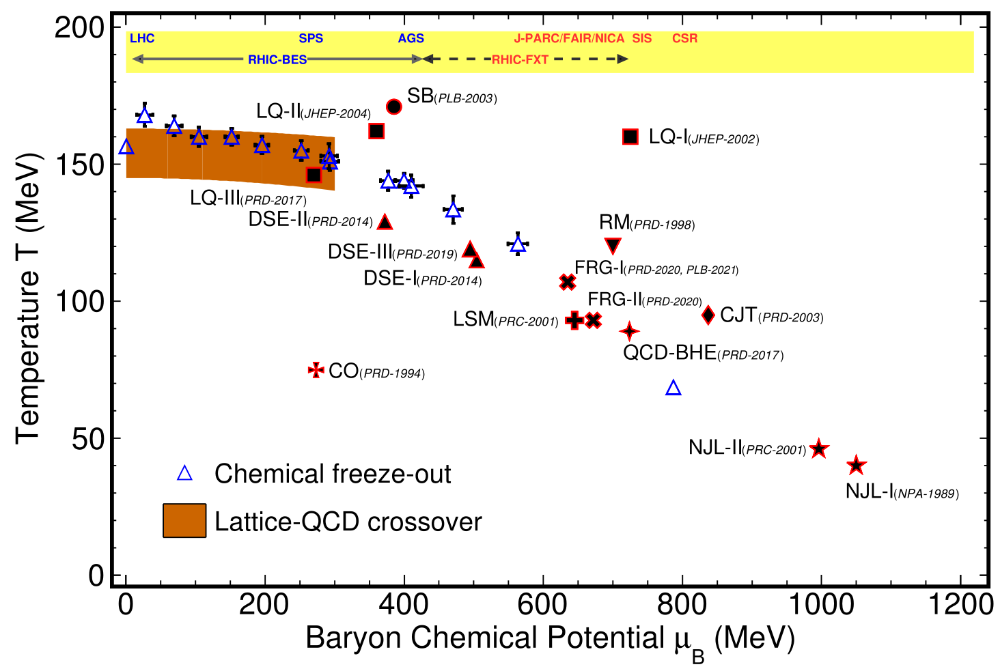 200
LHC SPS AGS J-PARC/FAIR/NICA SIS CSR
RHIC-BES RHIC-FXT
SB(PLB-2003)
LQ-II(JHEP-2004)
LQ-I(JHEP-2002)
150
LQ-III(PRD-2017)
DSE-II(PRD-2014)
RM(PRD-1998)
DSE-III(PRD-2019)
FRG-I(PRD-2020, PLB-2021)
DSE-I(PRD-2014)
100
FRG-II(PRD-2020)
LSM(PRC-2001)
CJT(PRD-2003)
QCD-BHE(PRD-2017)
CO(PRD-1994)
50
NJL-II(PRC-2001)
Chemical freeze-out
NJL-I(NPA-1989)
Lattice-QCD crossover
0
0 200 400 600 800 1000 1200
Baryon Chemical Potential μB (MeV)
Temperature T (MeV)